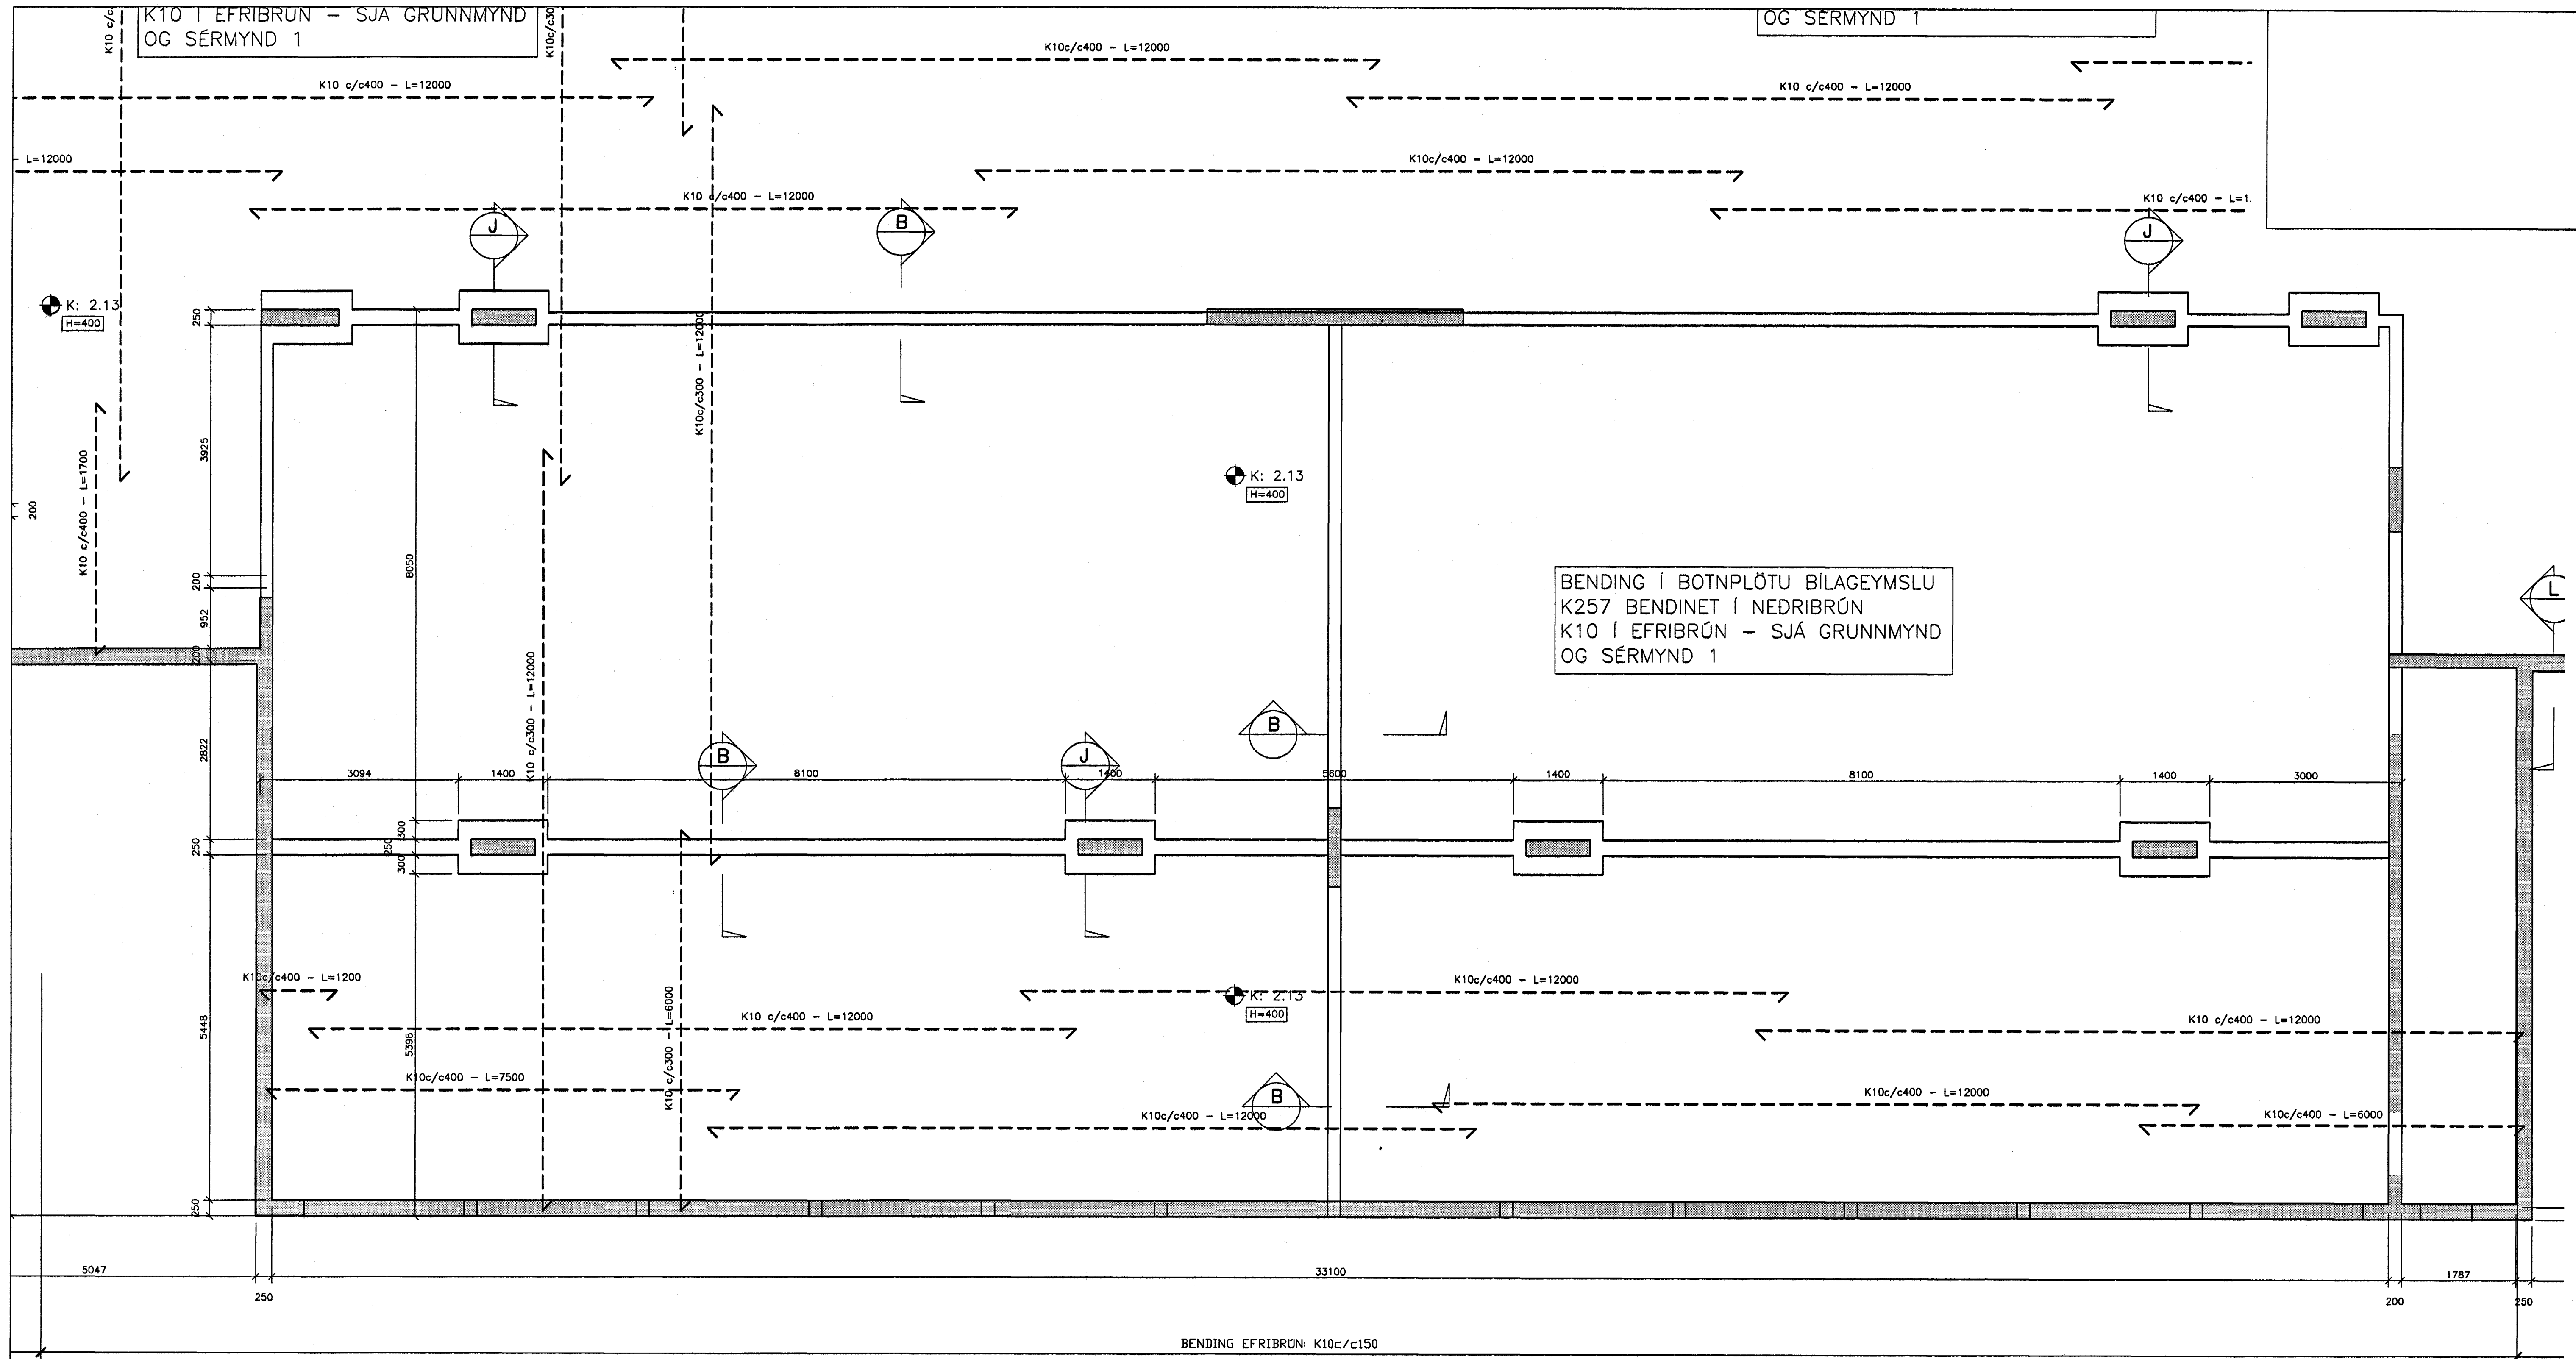 K10 Í EFRIBRÚN – SJÁ GRUNNMYND
OG SÉRMYND 1
OG SÉRMYND 1
K10c/c400 – L=12000
K10 c/c400 – L=12000
K10 c/c400 – L=12000
– L=12000
K10c/c400 – L=12000
K10 c/c400 – L=12000
K10 c/c400 – L=1
J
B
J
K: 2.13
H=400
250
K10c/c300 – L=12000
3925
8050
K10 c/c400 – L=1700
200
K: 2.13
H=400
200
952
200
BENDING Í BOTNPLÖTU BÍLAGEYMSLU
K257 BENDINET Í NEÐRIBRÚN
K10 Í EFRIBRÚN – SJÁ GRUNNMYND
OG SÉRMYND 1
L
K10 c/c300 – L=12000
2822
B
B
J
3094
1400
8100
1400
5600
1400
8100
1400
3000
250
300
250
300
K10c/c400 – L=1200
K10c/c400 – L=12000
K: 2.13
H=400
K10 c/c400 – L=12000
K10 c/c400 – L=12000
K10 c/c300 – L=6000
5448
5398
K10c/c400 – L=7500
B
K10c/c400 – L=12000
K10c/c400 – L=12000
K10c/c400 – L=6000
250
5047
33100
1787
250
200
250
BENDING EFRIBRÚN: K10c/c150